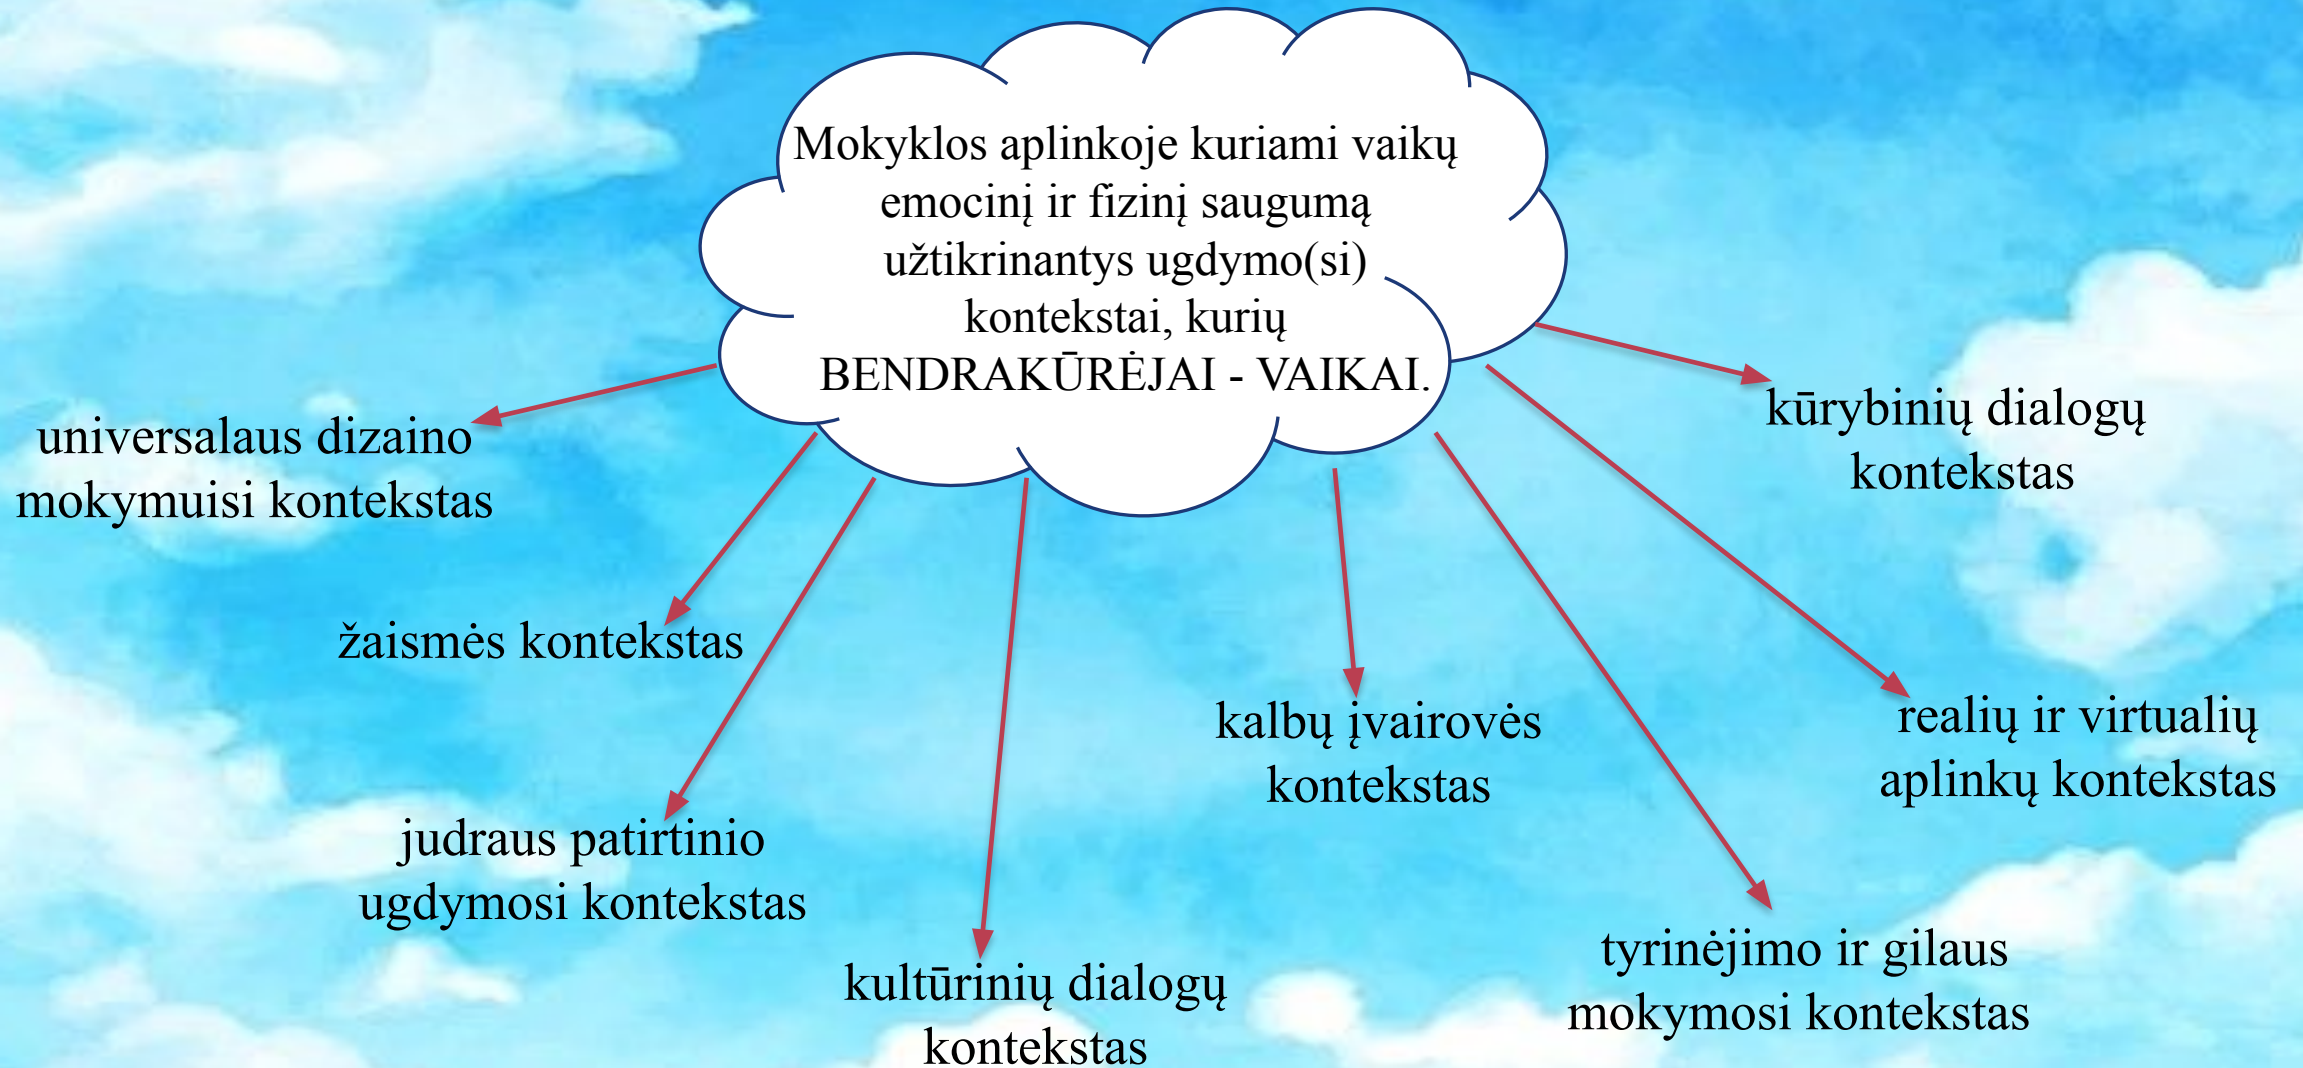 Mokyklos aplinkoje kuriami vaikų
emocinį ir fizinį saugumą
užtikrinantys ugdymo(si)
kontekstai, kurių
BENDRAKŪRĖJAI - VAIKAI.
universalaus dizaino
mokymuisi kontekstas
žaismės kontekstas
judraus patirtinio
ugdymosi kontekstas
kultūrinių dialogų
kontekstas
kalbų įvairovės
kontekstas
tyrinėjimo ir gilaus
mokymosi kontekstas
realių ir virtualių
aplinkų kontekstas
kūrybinių dialogų
kontekstas